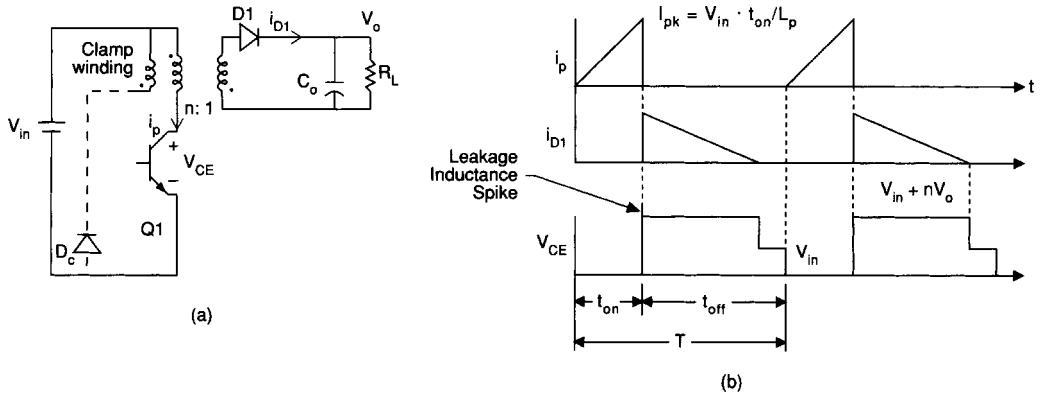 D1
i_D1
V_o
Clamp
winding
C_o
R_L
n: 1
V_in
i_p
+
V_CE
−
Q1
D_c
(a)
I_pk = V_in · t_on/L_p
i_p
t
i_D1
Leakage
Inductance
Spike
V_in + nV_o
V_CE
V_in
t_on
t_off
T
(b)